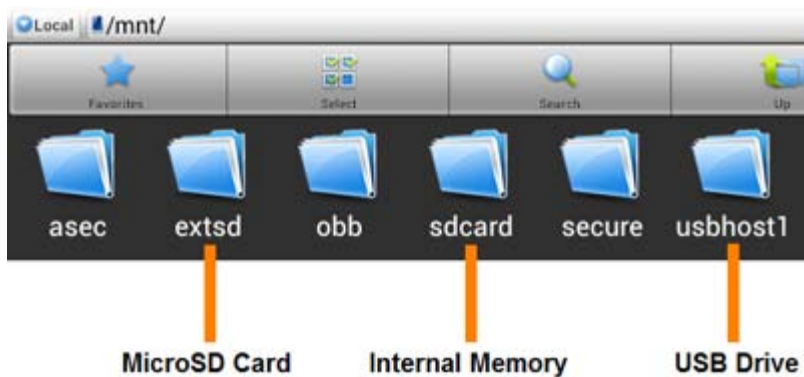 Local /mnt/
Favorites Select Search Up
asec extsd obb sdcard secure usbhost1
MicroSD Card Internal Memory USB Drive